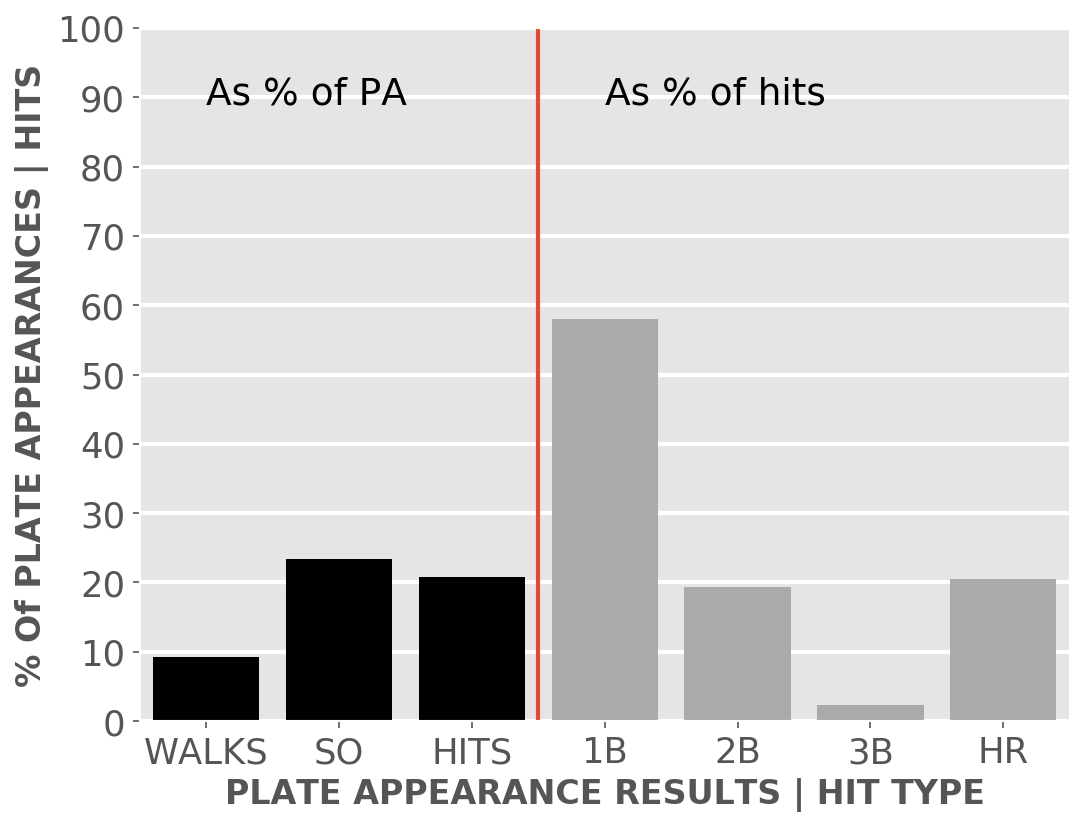 % Of PLATE APPEARANCES | HITS
100
90
80
70
60
50
40
30
20
10
0
As % of PA
As % of hits
WALKS SO HITS 1B 2B 3B HR
PLATE APPEARANCE RESULTS | HIT TYPE